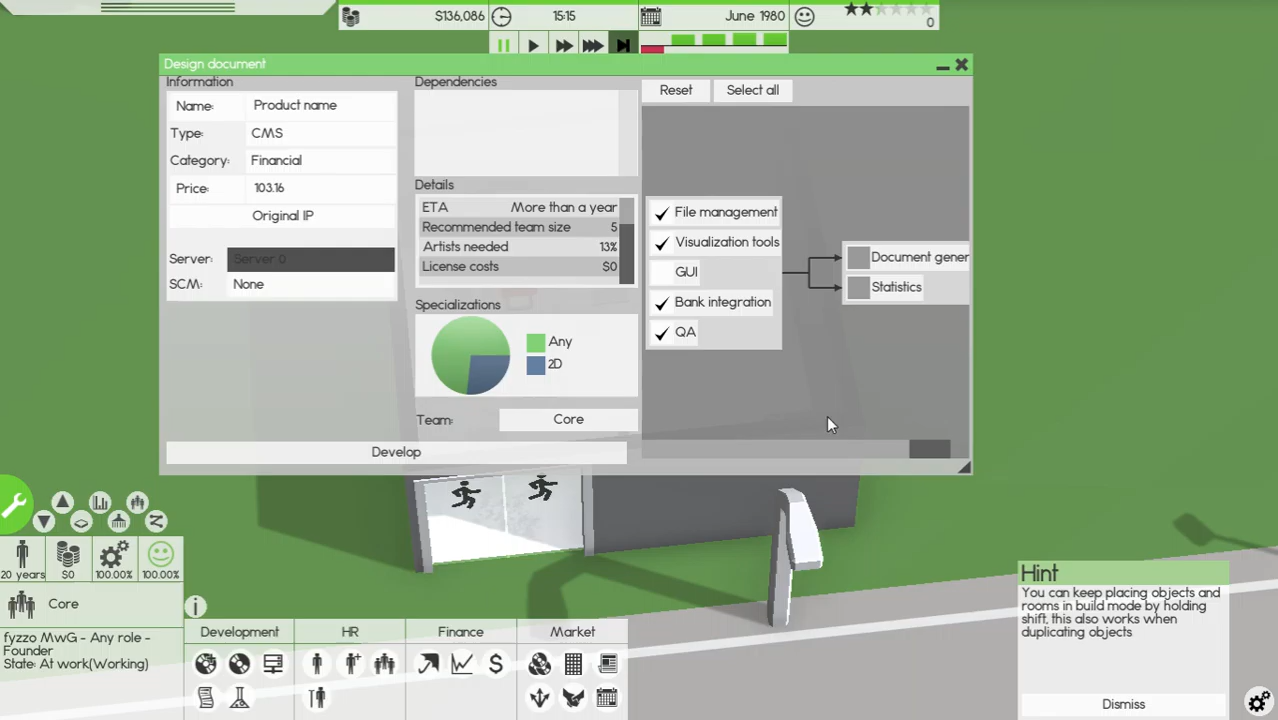 $136,086
15:15
June 1980
0
Design document
Information
Name:
Product name
Type:
CMS
Category:
Financial
Price:
103.16
Original IP
Server:
Server 0
SCM:
None
Dependencies
Details
ETA
More than a year
Recommended team size
5
Artists needed
13%
License costs
$0
Specializations
Any
2D
Team:
Core
Develop
Reset
Select all
File management
Visualization tools
GUI
Bank integration
QA
Document gener
Statistics
20 years
$0
100.00%
100.00%
Core
fyzzo MwG - Any role -
Founder
State: At work(Working)
Development
HR
Finance
Market
Hint
You can keep placing objects and
rooms in build mode by holding
shift, this also works when
duplicating objects
Dismiss